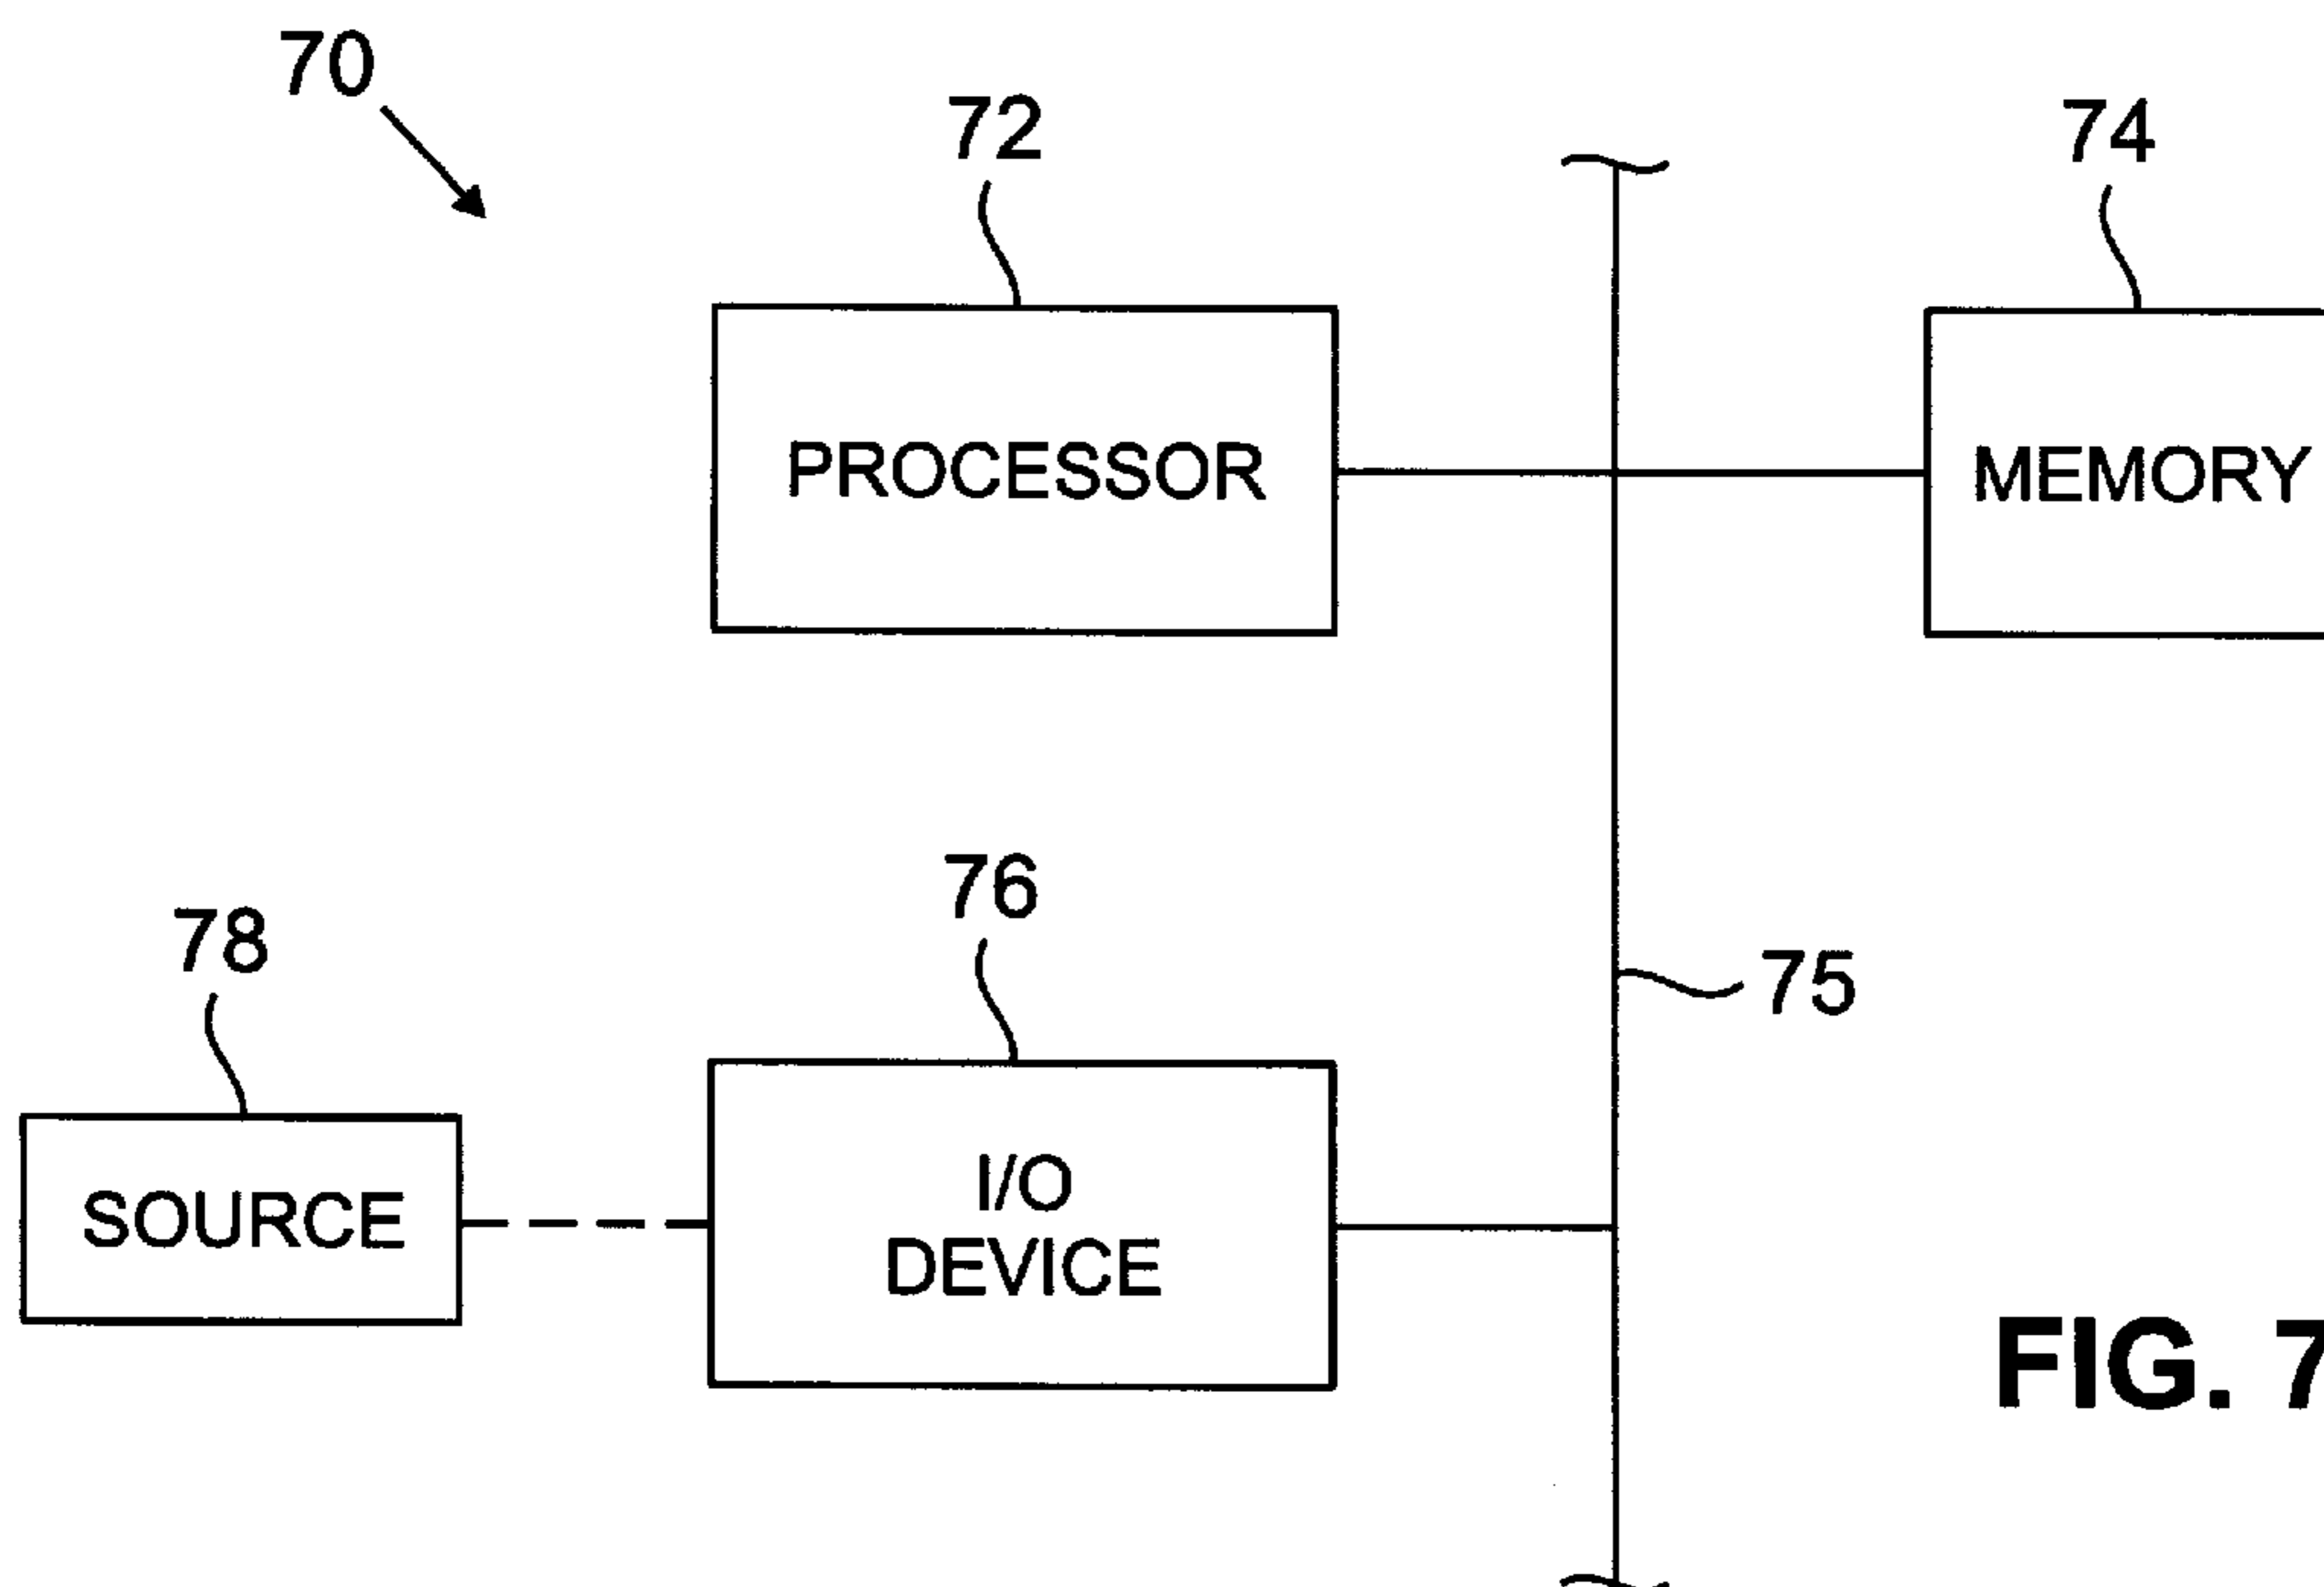 70
72
74
PROCESSOR
MEMORY
76
78
75
I/O
DEVICE
SOURCE
FIG. 7